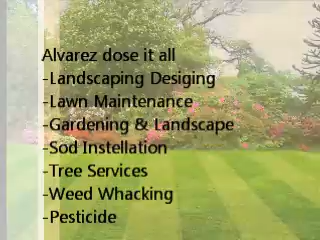 Alvarez dose it all
-Landscaping Desiging
-Lawn Maintenance
-Gardening & Landscape
-Sod Instellation
-Tree Services
-Weed Whacking
-Pesticide